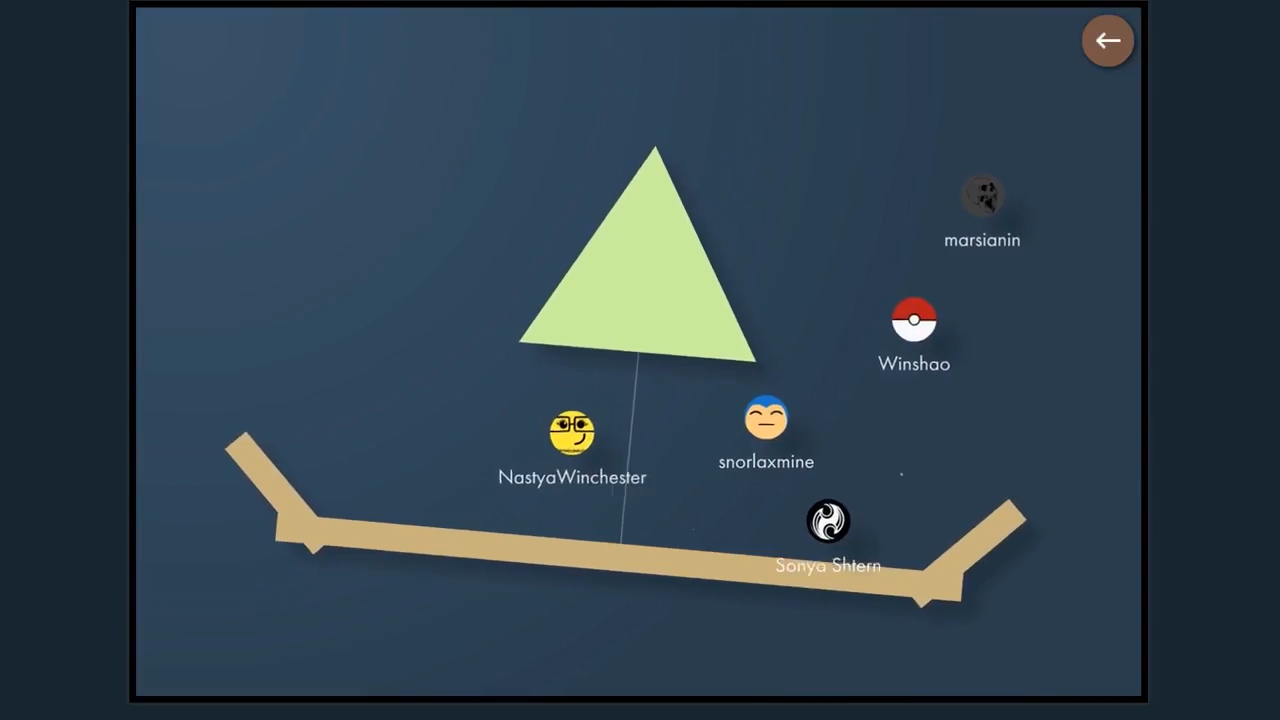 marsianin
Winshao
snorlaxmine
NastyaWinchester
Sonya Shtern